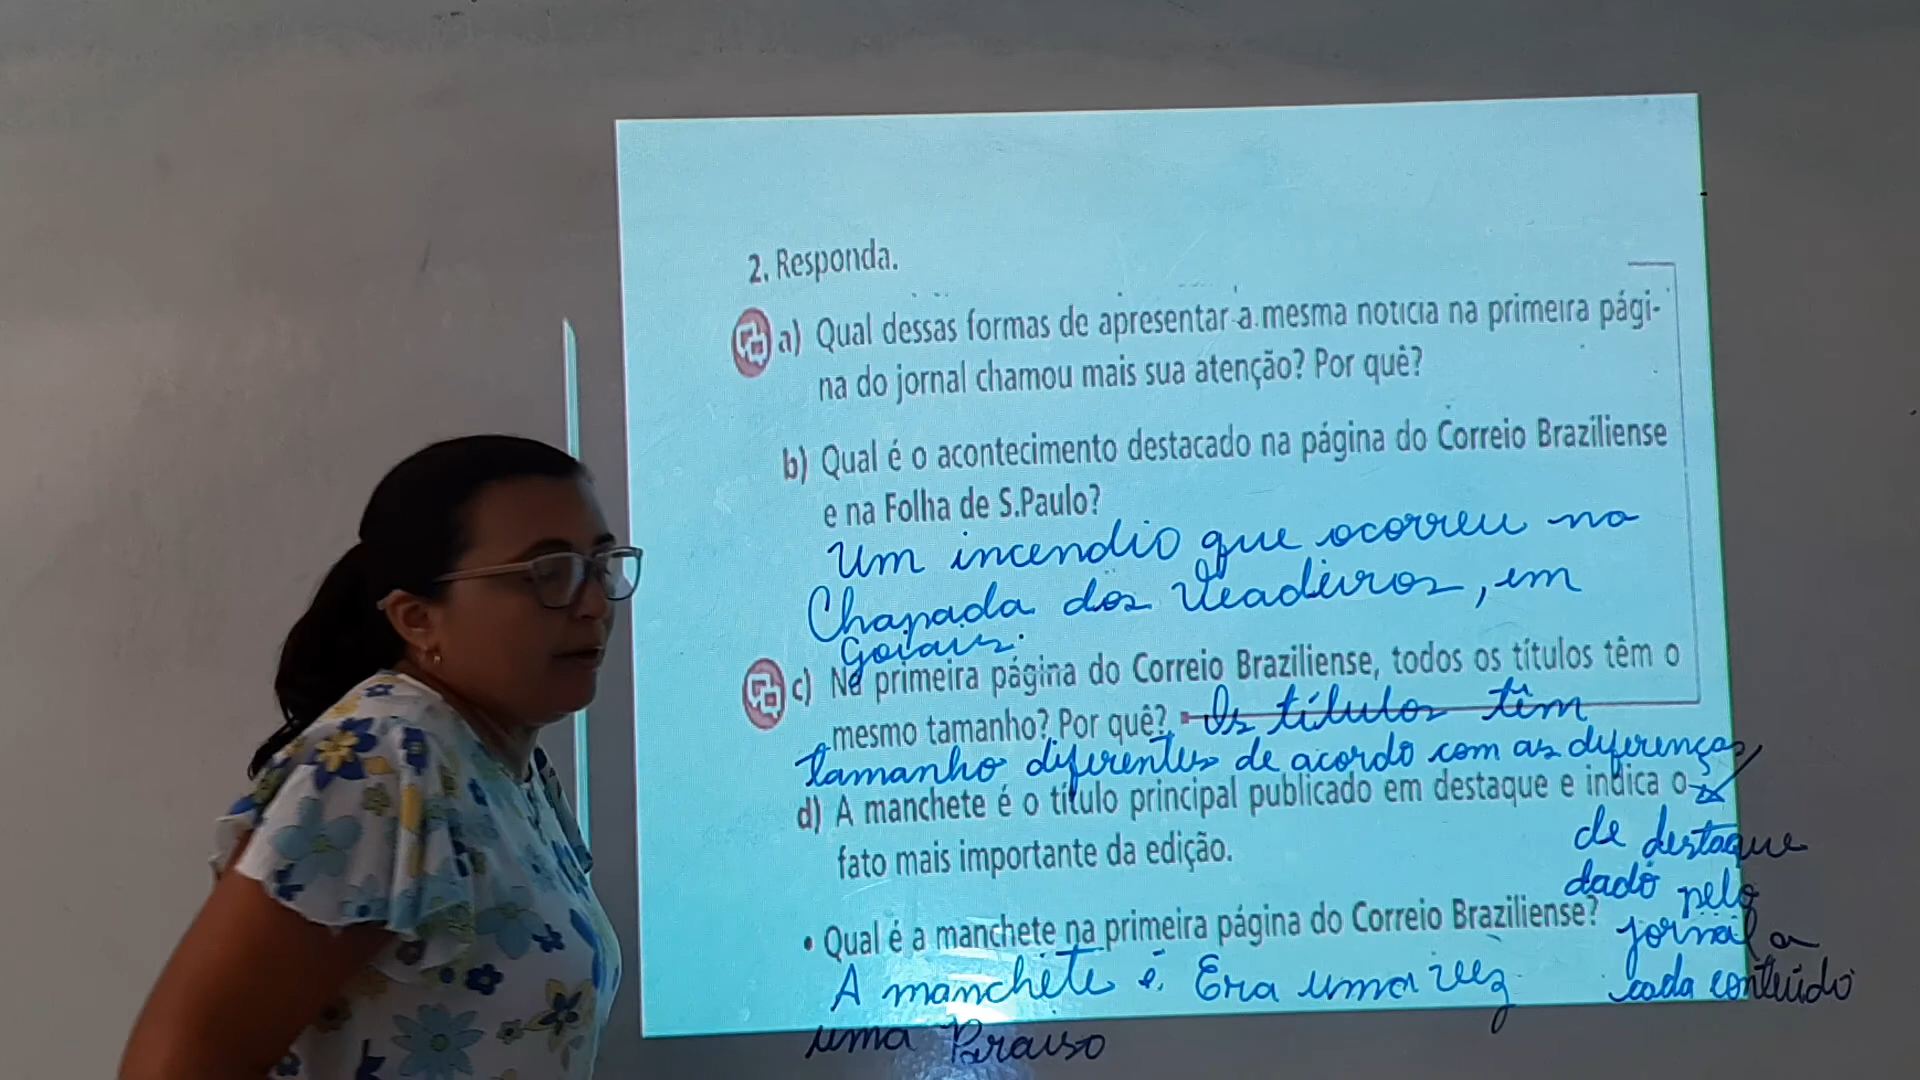 2. Responda.
a) Qual dessas formas de apresentar a mesma notícia na primeira pági-
na do jornal chamou mais sua atenção? Por quê?
b) Qual é o acontecimento destacado na página do Correio Braziliense
e na Folha de S.Paulo?
Um incendio que ocorreu na
Chapada dos Veadeiros, em
Goiais.
c) Na primeira página do Correio Braziliense, todos os títulos têm o
mesmo tamanho? Por quê? Os títulos têm
tamanho diferentes de acordo com as diferenças
d) A manchete é o título principal publicado em destaque e indica o
fato mais importante da edição.
de destaque
dado pelo
jornal a
cada conteúdo
• Qual é a manchete na primeira página do Correio Braziliense?
A manchete é: Era uma vez
uma Paraiso